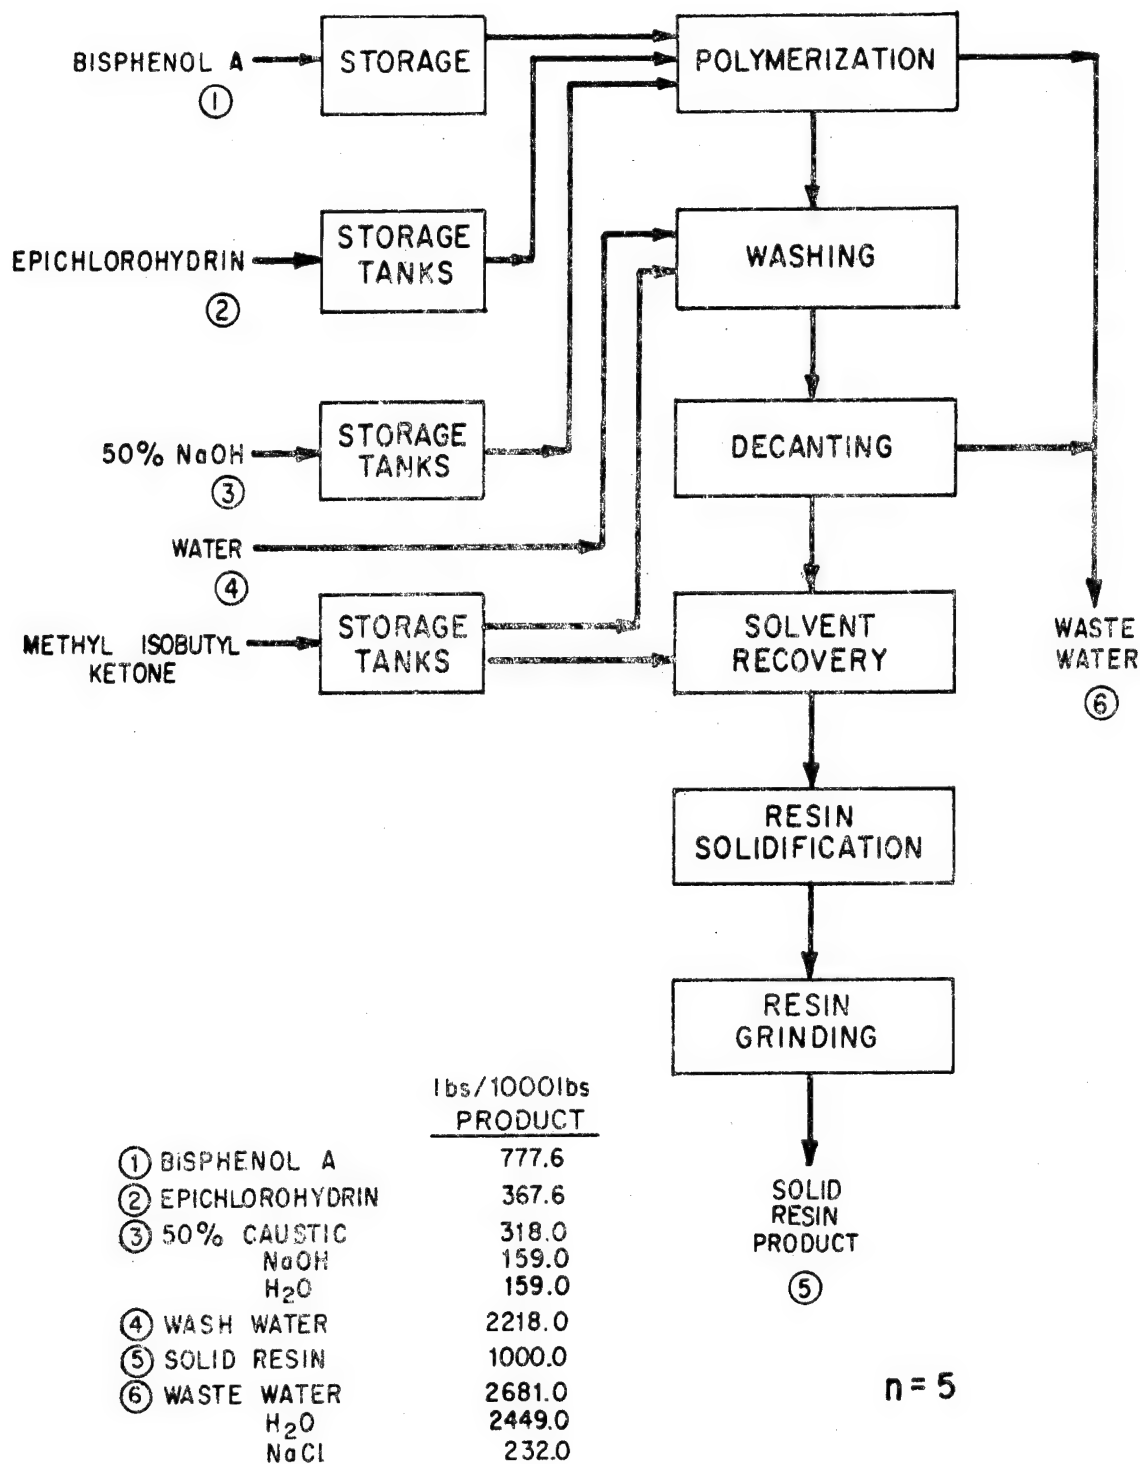 BISPHENOL A
①
STORAGE
POLYMERIZATION
EPICHLOROHYDRIN
②
STORAGE
TANKS
WASHING
50% NaOH
③
STORAGE
TANKS
DECANTING
WATER
④
METHYL ISOBUTYL
KETONE
STORAGE
TANKS
SOLVENT
RECOVERY
WASTE
WATER
⑥
RESIN
SOLIDIFICATION
RESIN
GRINDING
SOLID
RESIN
PRODUCT
⑤
lbs/1000lbs
PRODUCT
① BISPHENOL A 777.6
② EPICHLOROHYDRIN 367.6
③ 50% CAUSTIC 318.0
NaOH 159.0
H₂O 159.0
④ WASH WATER 2218.0
⑤ SOLID RESIN 1000.0
⑥ WASTE WATER 2681.0
H₂O 2449.0
NaCl 232.0
n = 5